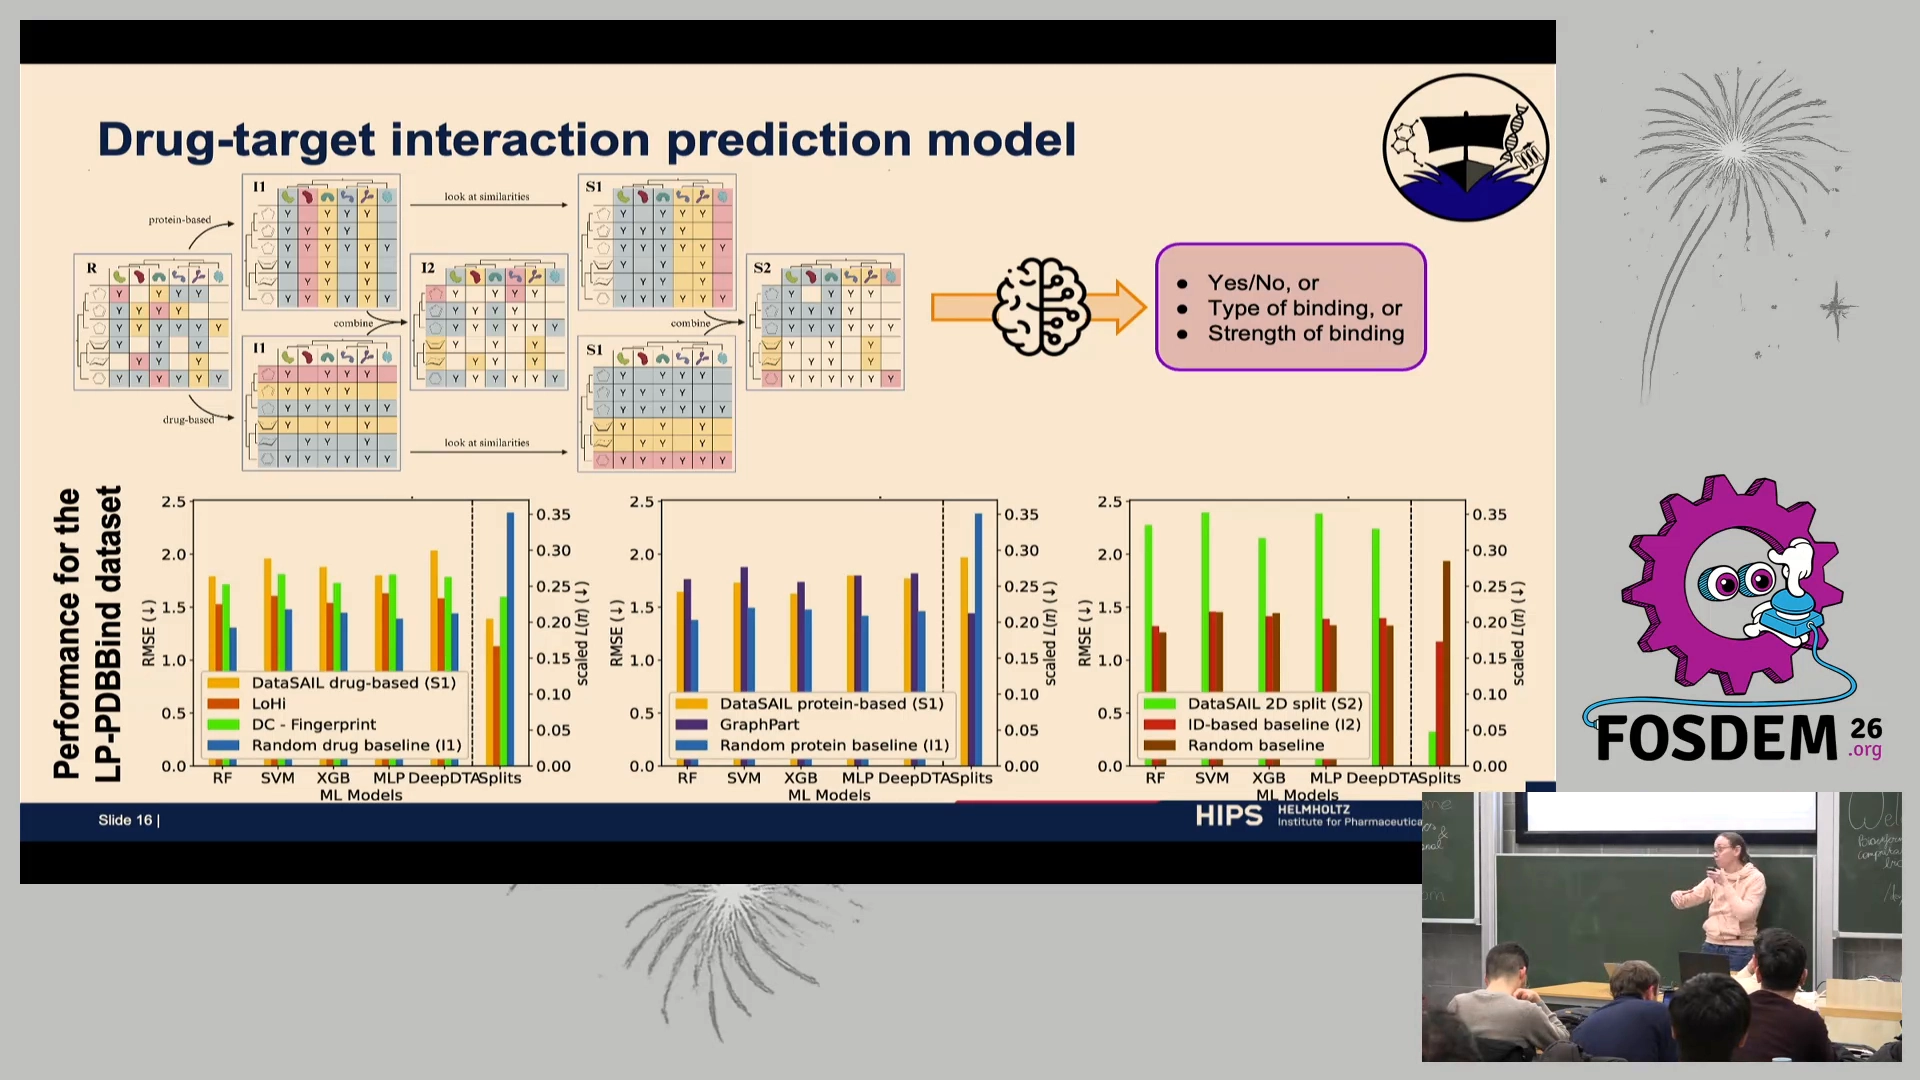 Drug-target interaction prediction model
I1
S1
look at similarities
protein-based
R
I2
S2
combine
combine
I1
S1
drug-based
look at similarities
Yes/No, or
Type of binding, or
Strength of binding
Performance for the
LP-PDBBind dataset
2.5
2.0
1.5
1.0
0.5
0.0
RMSE (↓)
0.35
0.30
0.25
0.20
0.15
0.10
0.05
0.00
scaled L(π) (↓)
DataSAIL drug-based (S1)
LoHi
DC - Fingerprint
Random drug baseline (I1)
RF SVM XGB MLP DeepDTA Splits
ML Models
2.5
2.0
1.5
1.0
0.5
0.0
RMSE (↓)
0.35
0.30
0.25
0.20
0.15
0.10
0.05
0.00
scaled L(π) (↓)
DataSAIL protein-based (S1)
GraphPart
Random protein baseline (I1)
RF SVM XGB MLP DeepDTA Splits
ML Models
2.5
2.0
1.5
1.0
0.5
0.0
RMSE (↓)
0.35
0.30
0.25
0.20
0.15
0.10
0.05
0.00
scaled L(π) (↓)
DataSAIL 2D split (S2)
ID-based baseline (I2)
Random baseline
RF SVM XGB MLP DeepDTA Splits
ML Models
Slide 16 |
HIPS
HELMHOLTZ
Institute for Pharmaceutica
FOSDEM 26
.org